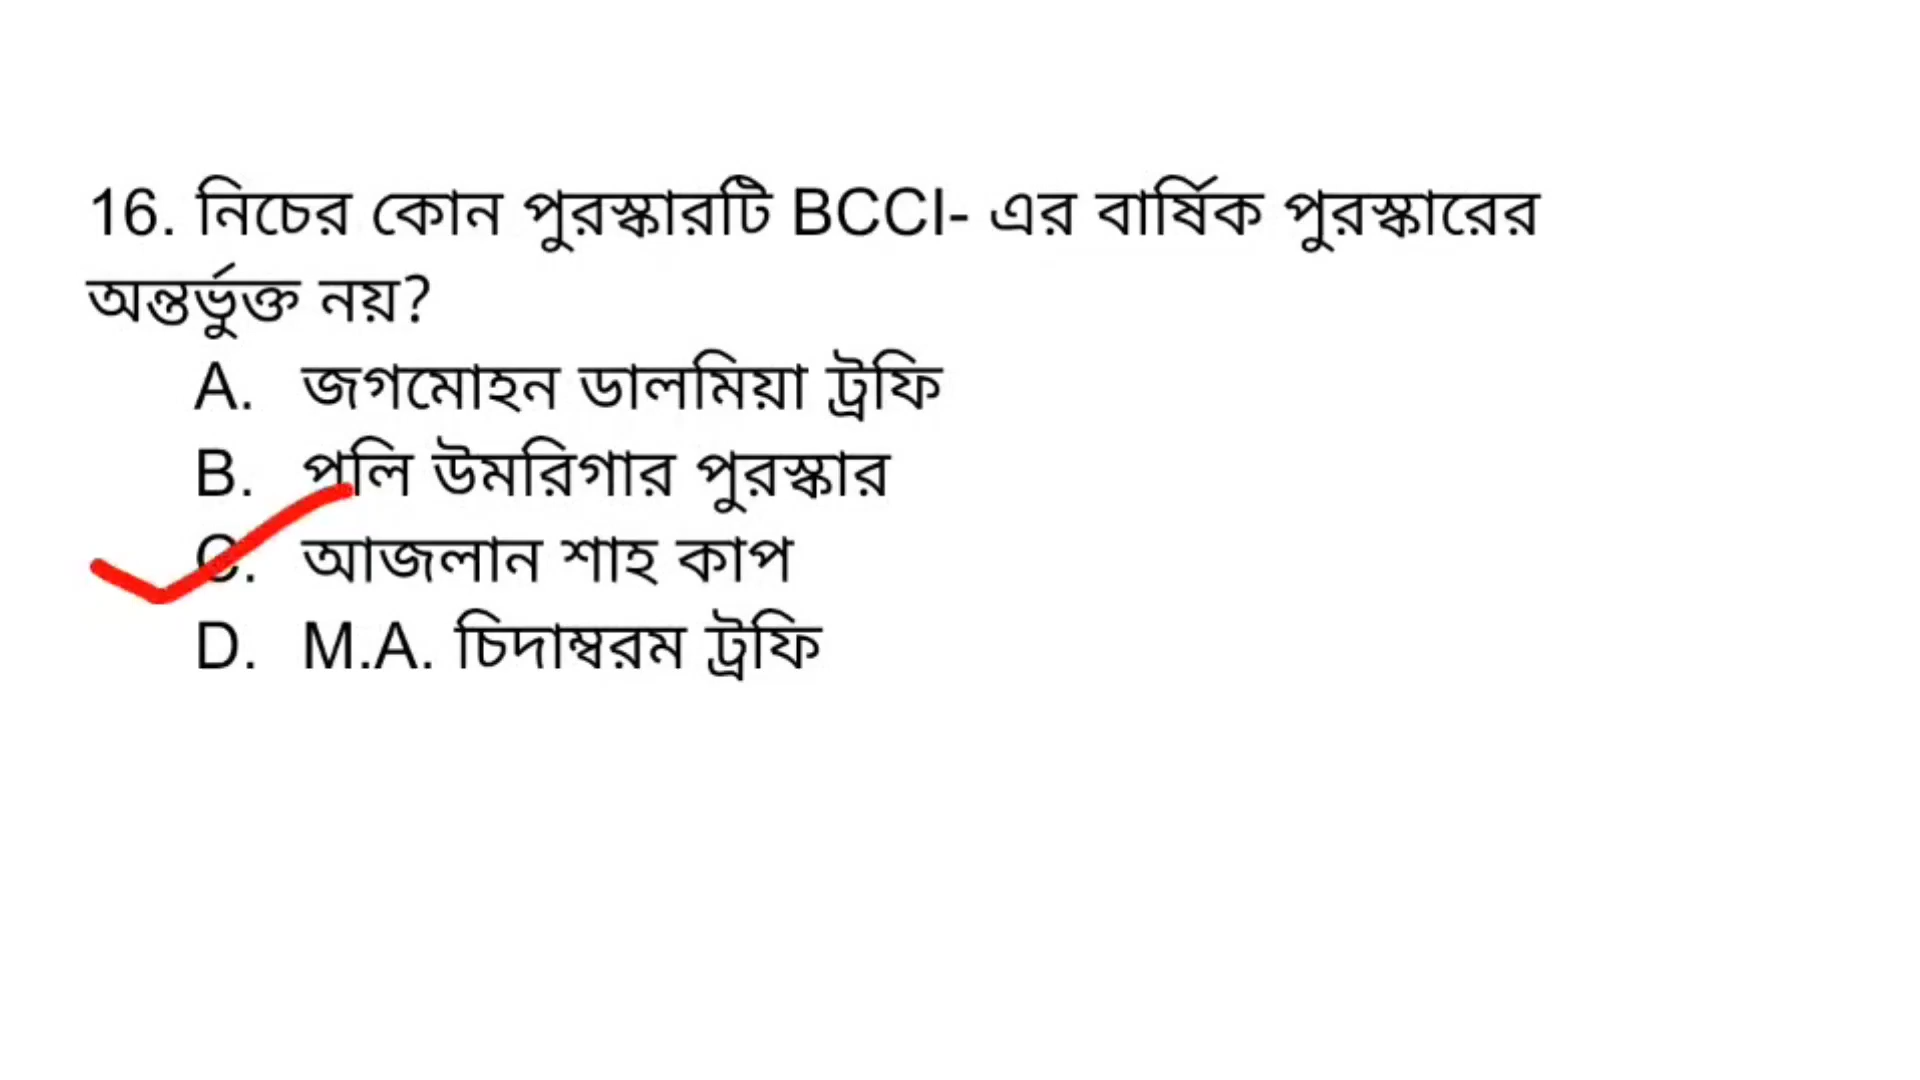 16. নিচের কোন পুরস্কারটি BCCI- এর বার্ষিক পুরস্কারের
অন্তর্ভুক্ত নয়?
A. জগমোহন ডালমিয়া ট্রফি
B. পলি উমরিগার পুরস্কার
C. আজলান শাহ কাপ
D. M.A. চিদাম্বরম ট্রফি